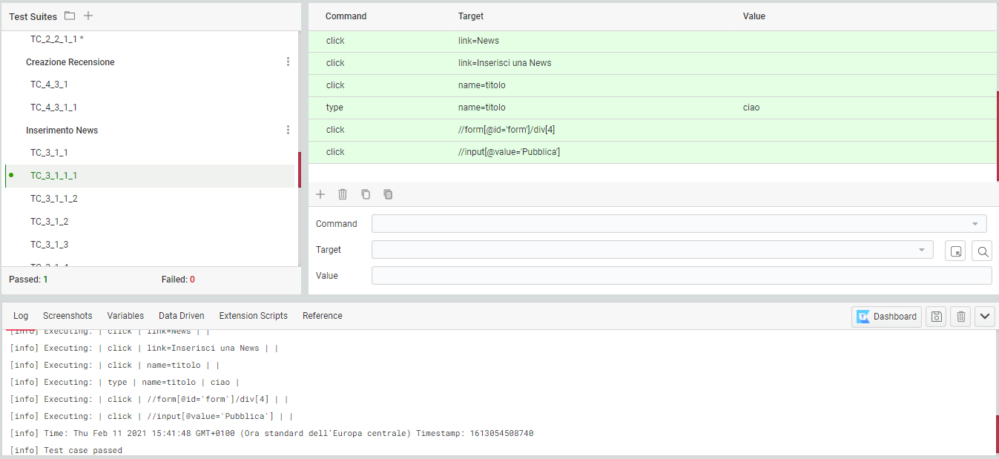 Test Suites
TC_2_2_1_1 *
Creazione Recensione
TC_4_3_1
TC_4_3_1_1
Inserimento News
TC_3_1_1
TC_3_1_1_1
TC_3_1_1_2
TC_3_1_2
TC_3_1_3
TC_3_1_4
Passed: 1 Failed: 0
Command Target Value
click link=News
click link=Inserisci una News
click name=titolo
type name=titolo ciao
click //form[@id='form']/div[4]
click //input[@value='Pubblica']
Command
Target
Value
Log Screenshots Variables Data Driven Extension Scripts Reference Dashboard
[info] Executing: | click | link=News | |
[info] Executing: | click | link=Inserisci una News | |
[info] Executing: | click | name=titolo | |
[info] Executing: | type | name=titolo | ciao |
[info] Executing: | click | //form[@id='form']/div[4] | |
[info] Executing: | click | //input[@value='Pubblica'] | |
[info] Time: Thu Feb 11 2021 15:41:48 GMT+0100 (Ora standard dell'Europa centrale) Timestamp: 1613054508740
[info] Test case passed